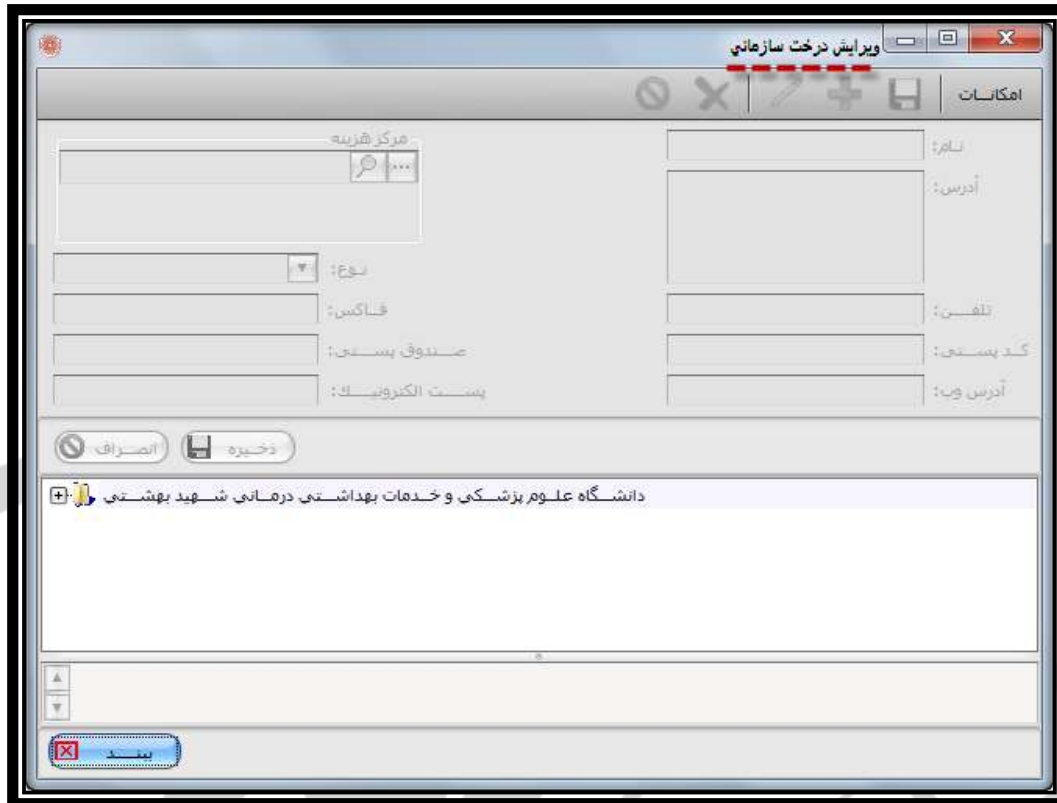 ویرایش درخت سازمانی
امکانات
نام:
مرکز هزینه
...
آدرس:
نوع:
تلفن:
فاکس:
کد پستی:
صندوق پستی:
آدرس وب:
پست الکترونیک:
ذخیره
انصراف
دانشگاه علوم پزشکی و خدمات بهداشتی درمانی شهید بهشتی
ببند